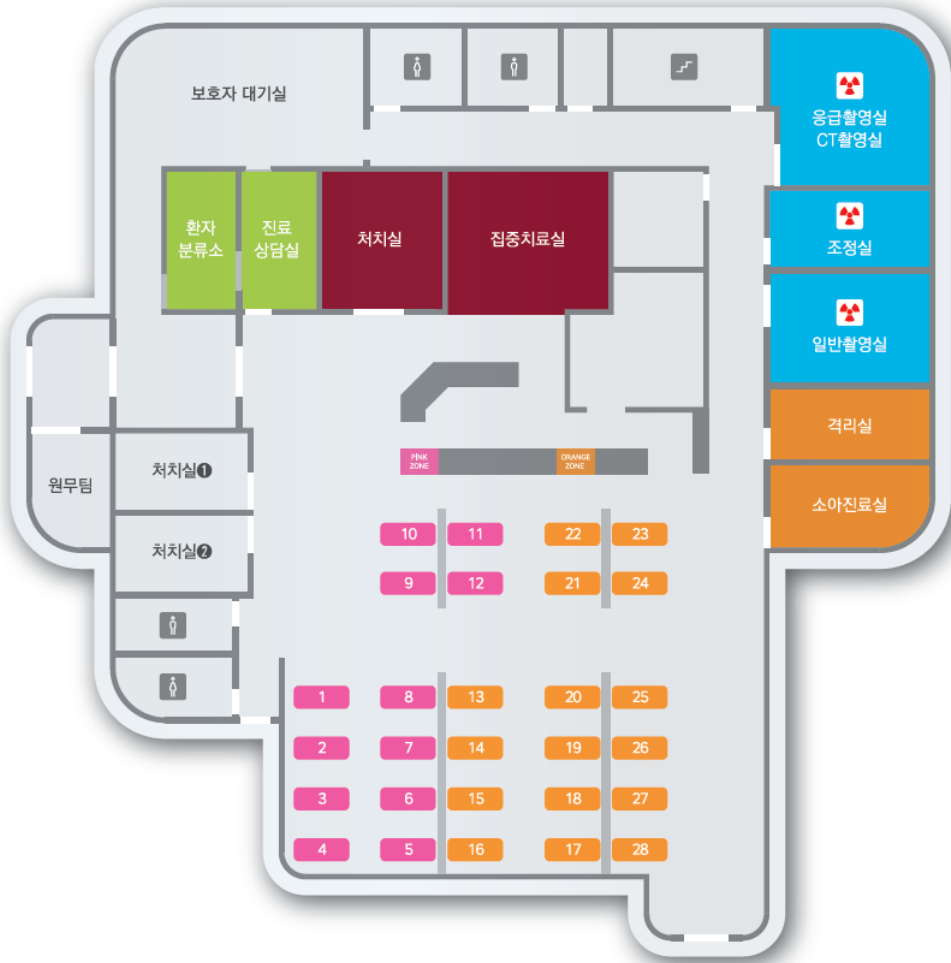 보호자 대기실
응급촬영실
CT촬영실
환자
분류소
진료
상담실
처치실
집중치료실
조정실
일반촬영실
격리실
소아진료실
PINK
ZONE
ORANGE
ZONE
처치실❶
원무팀
처치실❷
10 11 22 23
9 12 21 24
1 8 13 20 25
2 7 14 19 26
3 6 15 18 27
4 5 16 17 28